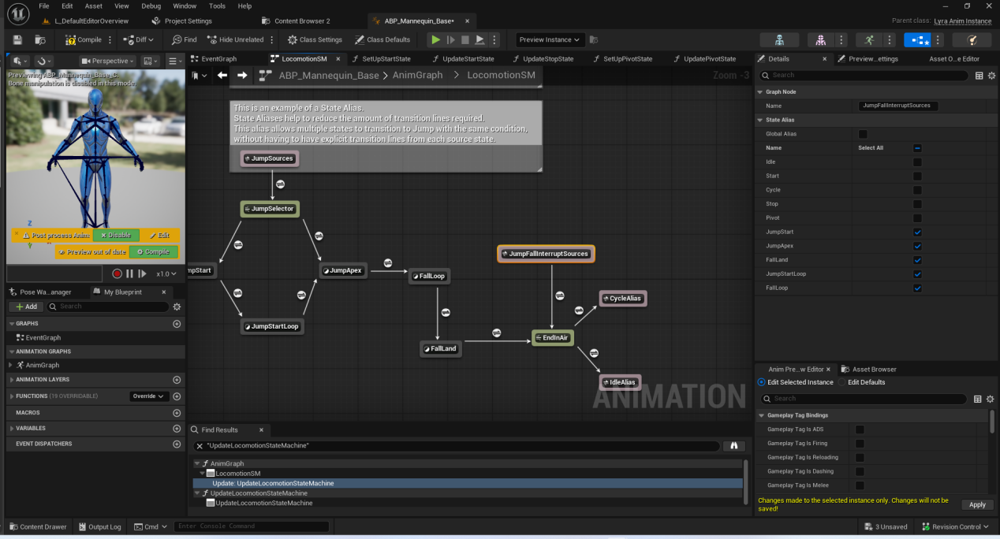 File Edit Asset View Debug Window Tools Help
L_DefaultEditorOverview
Project Settings
Content Browser 2
ABP_Mannequin_Base*
Parent class: Lyra Anim Instance
Compile
Diff
Find
Hide Unrelated
Class Settings
Class Defaults
Preview Instance
Perspective
Previewing ABP_Mannequin_Base_C.
Bone manipulation is disabled in this mode.
Z
Post process Anim.
Disable
Edit
Preview out of date
Compile
x1.0
Pose Wa...anager
My Blueprint
Add
Search
GRAPHS
EventGraph
ANIMATION GRAPHS
AnimGraph
ANIMATION LAYERS
FUNCTIONS (19 OVERRIDABLE)
Override
MACROS
VARIABLES
EVENT DISPATCHERS
EventGraph
LocomotionSM
SetUpStartState
UpdateStartState
UpdateStopState
SetUpPivotState
UpdatePivotState
ABP_Mannequin_Base > AnimGraph > LocomotionSM
Zoom -3
This is an example of a State Alias.
State Aliases help to reduce the amount of transition lines required.
This alias allows multiple states to transition to Jump with the same condition,
without having to have explicit transition lines from each source state.
JumpSources
JumpSelector
mpStart
JumpApex
JumpStartLoop
FallLoop
FallLand
JumpFallInterruptSources
CycleAlias
EndInAir
IdleAlias
ANIMATION
Find Results
"UpdateLocomotionStateMachine"
AnimGraph
LocomotionSM
Update: UpdateLocomotionStateMachine
UpdateLocomotionStateMachine
UpdateLocomotionStateMachine
Details
Preview...ettings
Asset O...e Editor
Search
Graph Node
Name JumpFallInterruptSources
State Alias
Global Alias
Name Select All
Idle
Start
Cycle
Stop
Pivot
JumpStart
JumpApex
FallLand
JumpStartLoop
FallLoop
Anim Pre...w Editor
Asset Browser
Edit Selected Instance
Edit Defaults
Search
Gameplay Tag Bindings
Gameplay Tag Is ADS
Gameplay Tag Is Firing
Gameplay Tag Is Reloading
Gameplay Tag Is Dashing
Gameplay Tag Is Melee
Changes made to the selected instance only. Changes will not be
saved!
Apply
Content Drawer
Output Log
Cmd
Enter Console Command
3 Unsaved
Revision Control